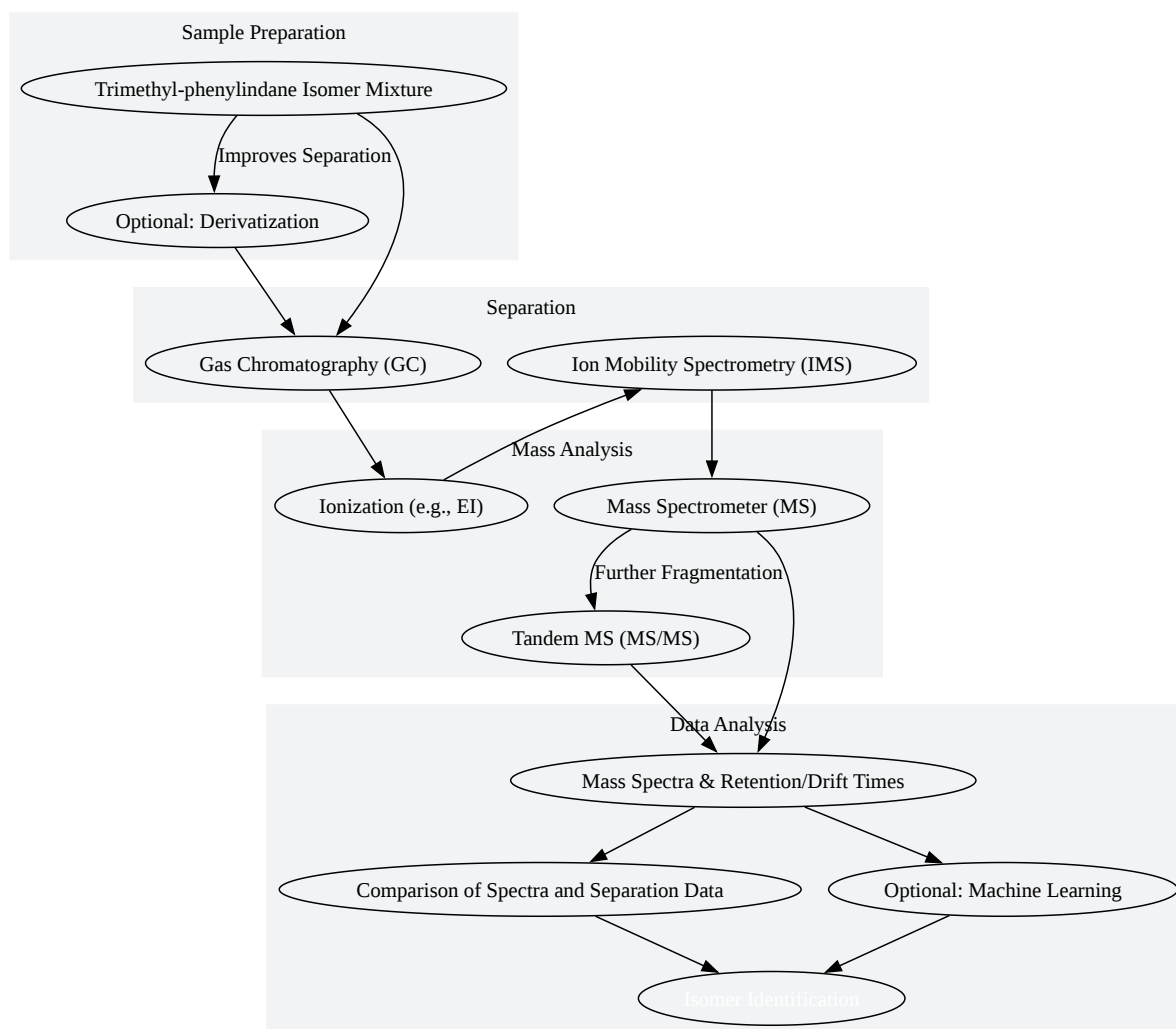 Sample Preparation
Trimethyl-phenylindane Isomer Mixture
Improves Separation
Optional: Derivatization
Separation
Gas Chromatography (GC)
Ion Mobility Spectrometry (IMS)
Mass Analysis
Ionization (e.g., EI)
Mass Spectrometer (MS)
Further Fragmentation
Tandem MS (MS/MS)
Data Analysis
Mass Spectra & Retention/Drift Times
Comparison of Spectra and Separation Data
Optional: Machine Learning
Isomer Identification